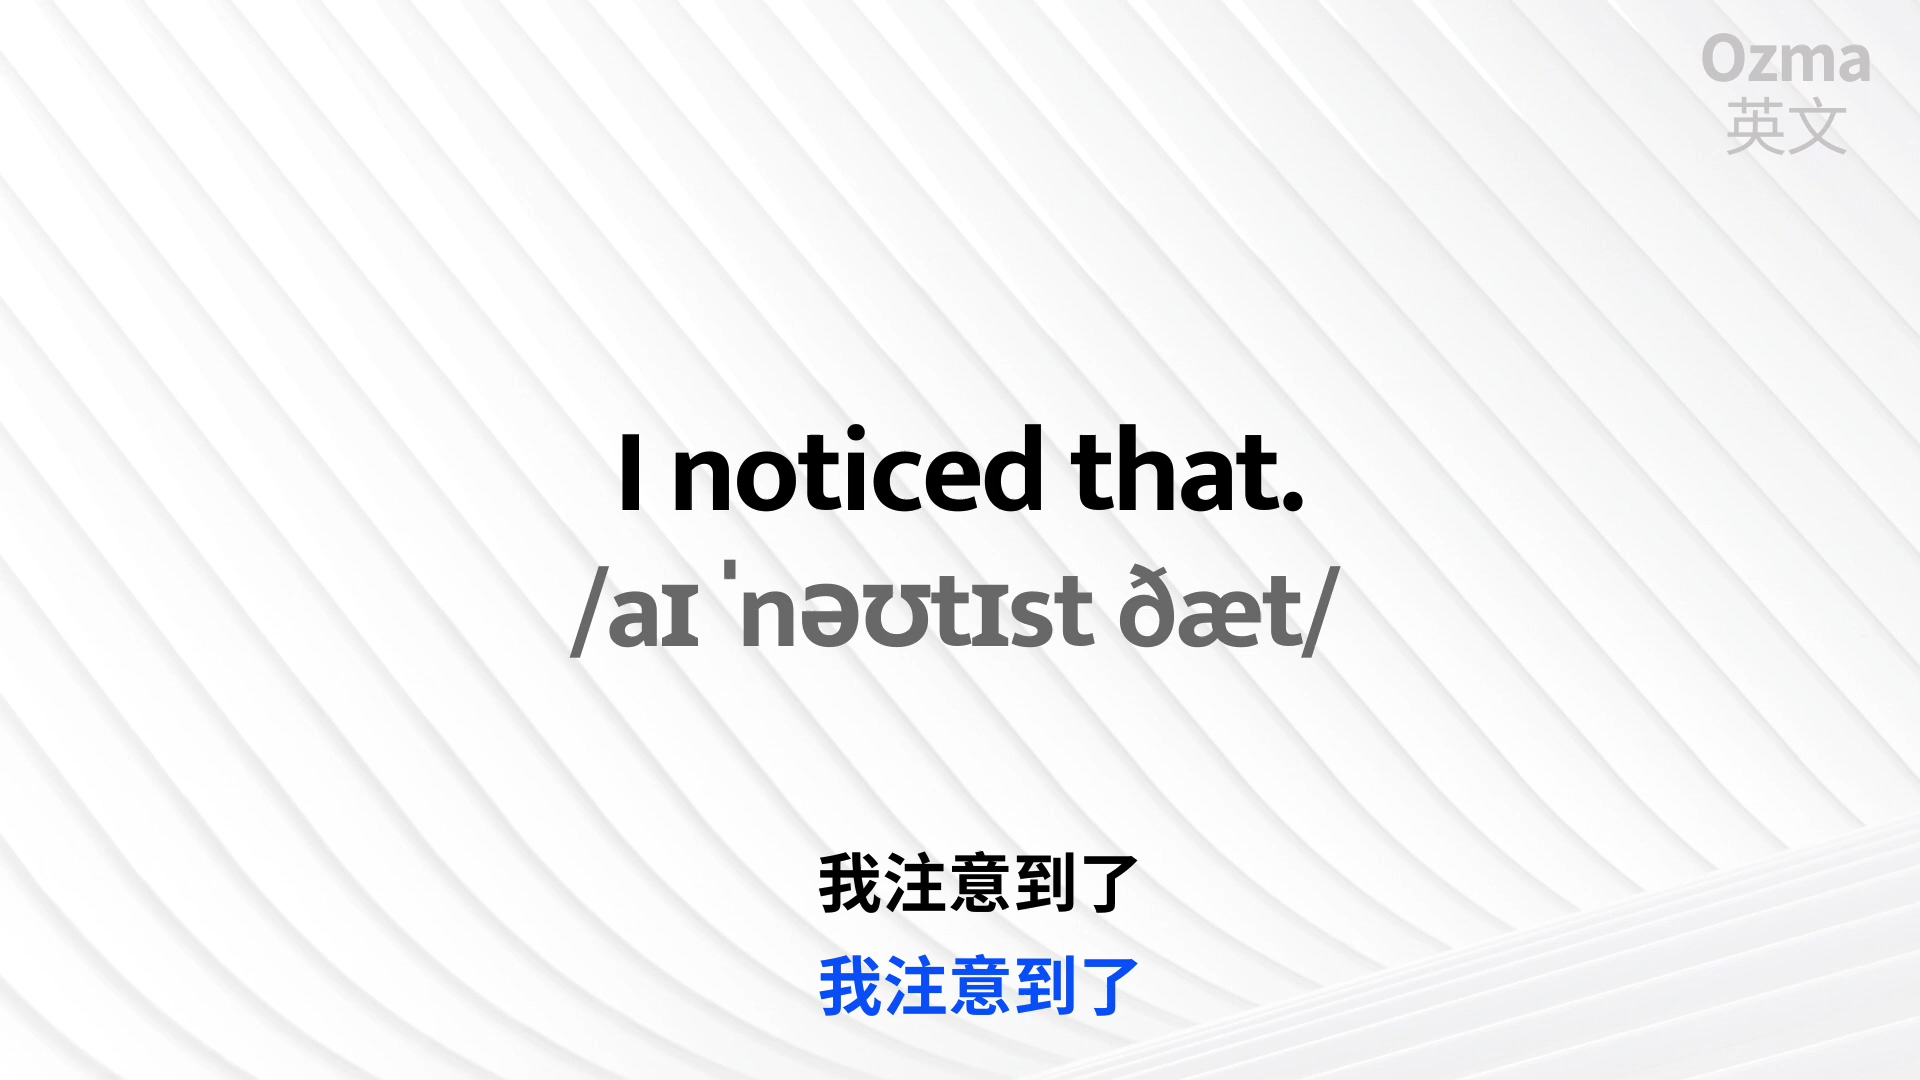 Ozma
英文
I noticed that.
/aɪ ˈnəʊtɪst ðæt/
我注意到了
我注意到了